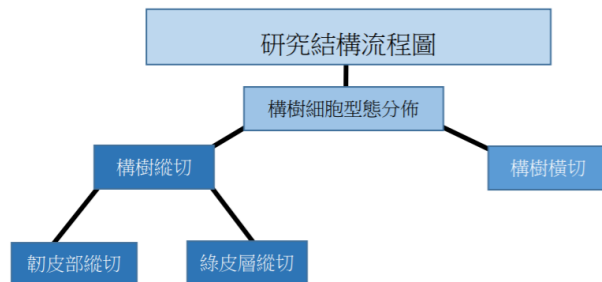 研究結構流程圖
構樹細胞型態分佈
構樹縱切
構樹橫切
韌皮部縱切
綠皮層縱切